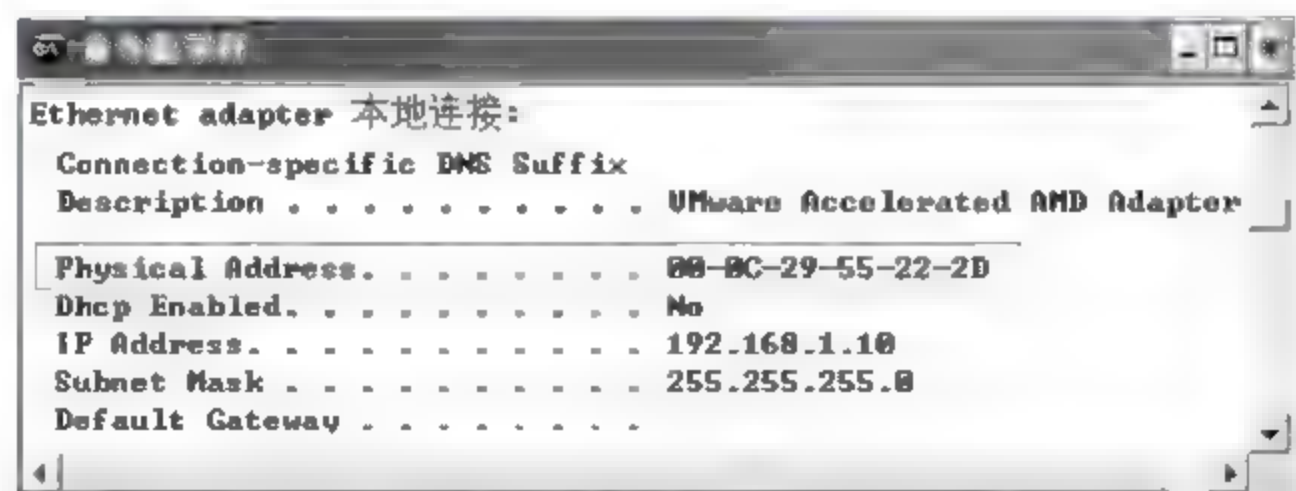 Ethernet adapter 本地连接:
Connection-specific DNS Suffix
Description . . . . . . . . . . . VMware Accelerated AMD Adapter
Physical Address. . . . . . . . . 00-0C-29-55-22-2D
Dhcp Enabled. . . . . . . . . . . No
IP Address. . . . . . . . . . . . 192.168.1.10
Subnet Mask . . . . . . . . . . . 255.255.255.0
Default Gateway . . . . . . . .